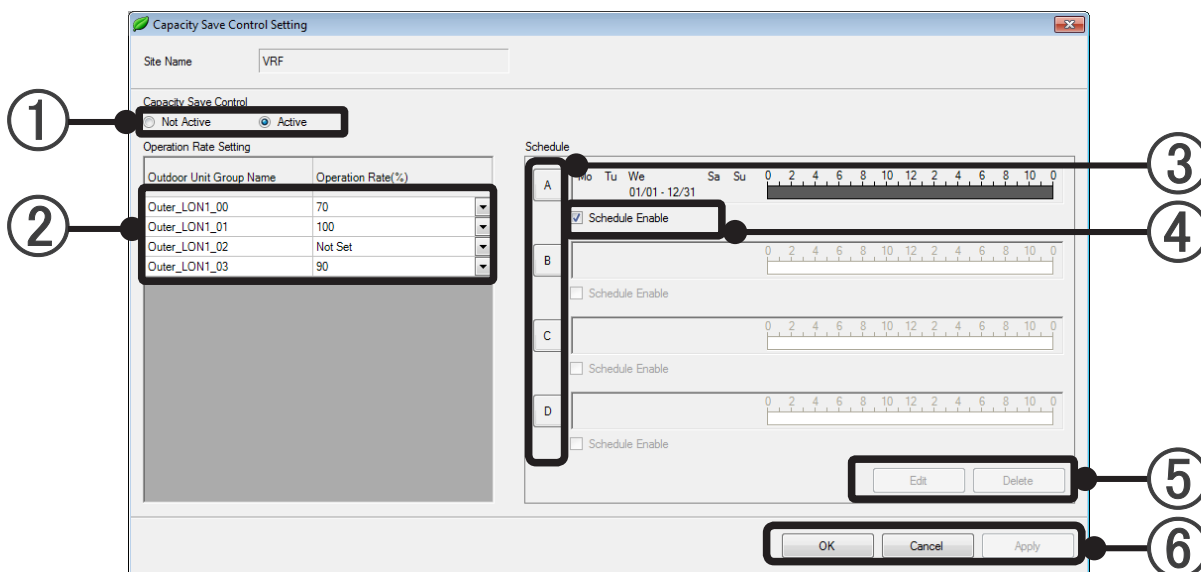 Capacity Save Control Setting
Site Name VRF
Capacity Save Control
① Not Active Active
Operation Rate Setting
Outdoor Unit Group Name Operation Rate(%)
② Outer_LON1_00 70
Outer_LON1_01 100
Outer_LON1_02 Not Set
Outer_LON1_03 90
Schedule
③
A Mo Tu We Sa Su 0 2 4 6 8 10 12 2 4 6 8 10 0
01/01 - 12/31
Schedule Enable ④
B 0 2 4 6 8 10 12 2 4 6 8 10 0
Schedule Enable
C 0 2 4 6 8 10 12 2 4 6 8 10 0
Schedule Enable
D 0 2 4 6 8 10 12 2 4 6 8 10 0
Schedule Enable
Edit Delete ⑤
OK Cancel Apply ⑥